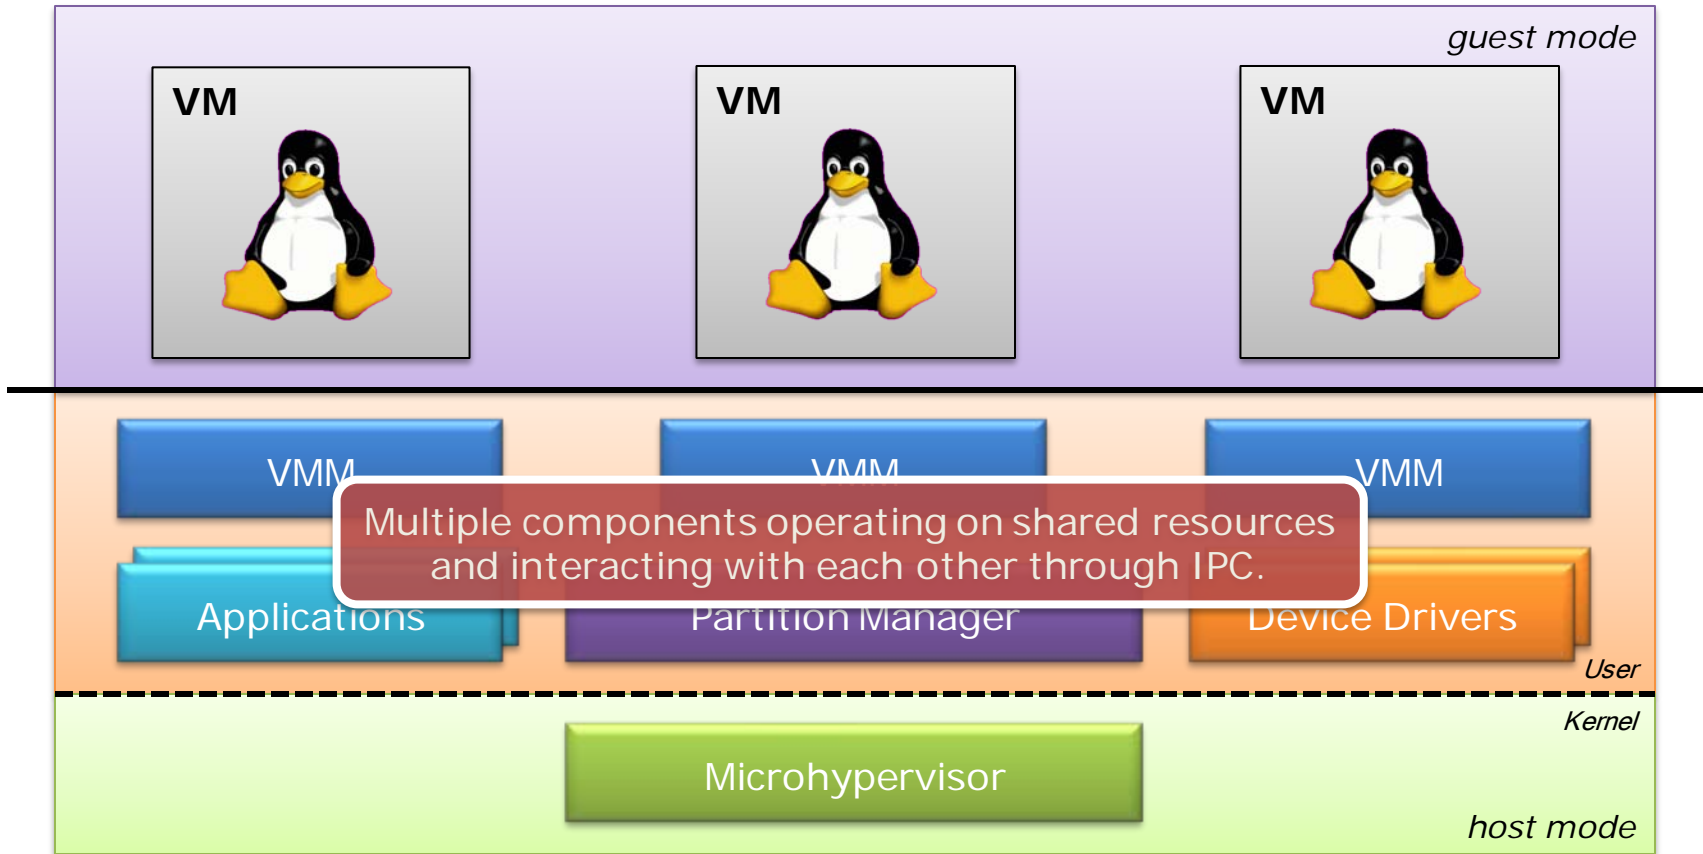 guest mode
VM
VM
VM
VMM
VMM
VMM
Multiple components operating on shared resources
and interacting with each other through IPC.
Applications
Partition Manager
Device Drivers
User
Kernel
Microhypervisor
host mode